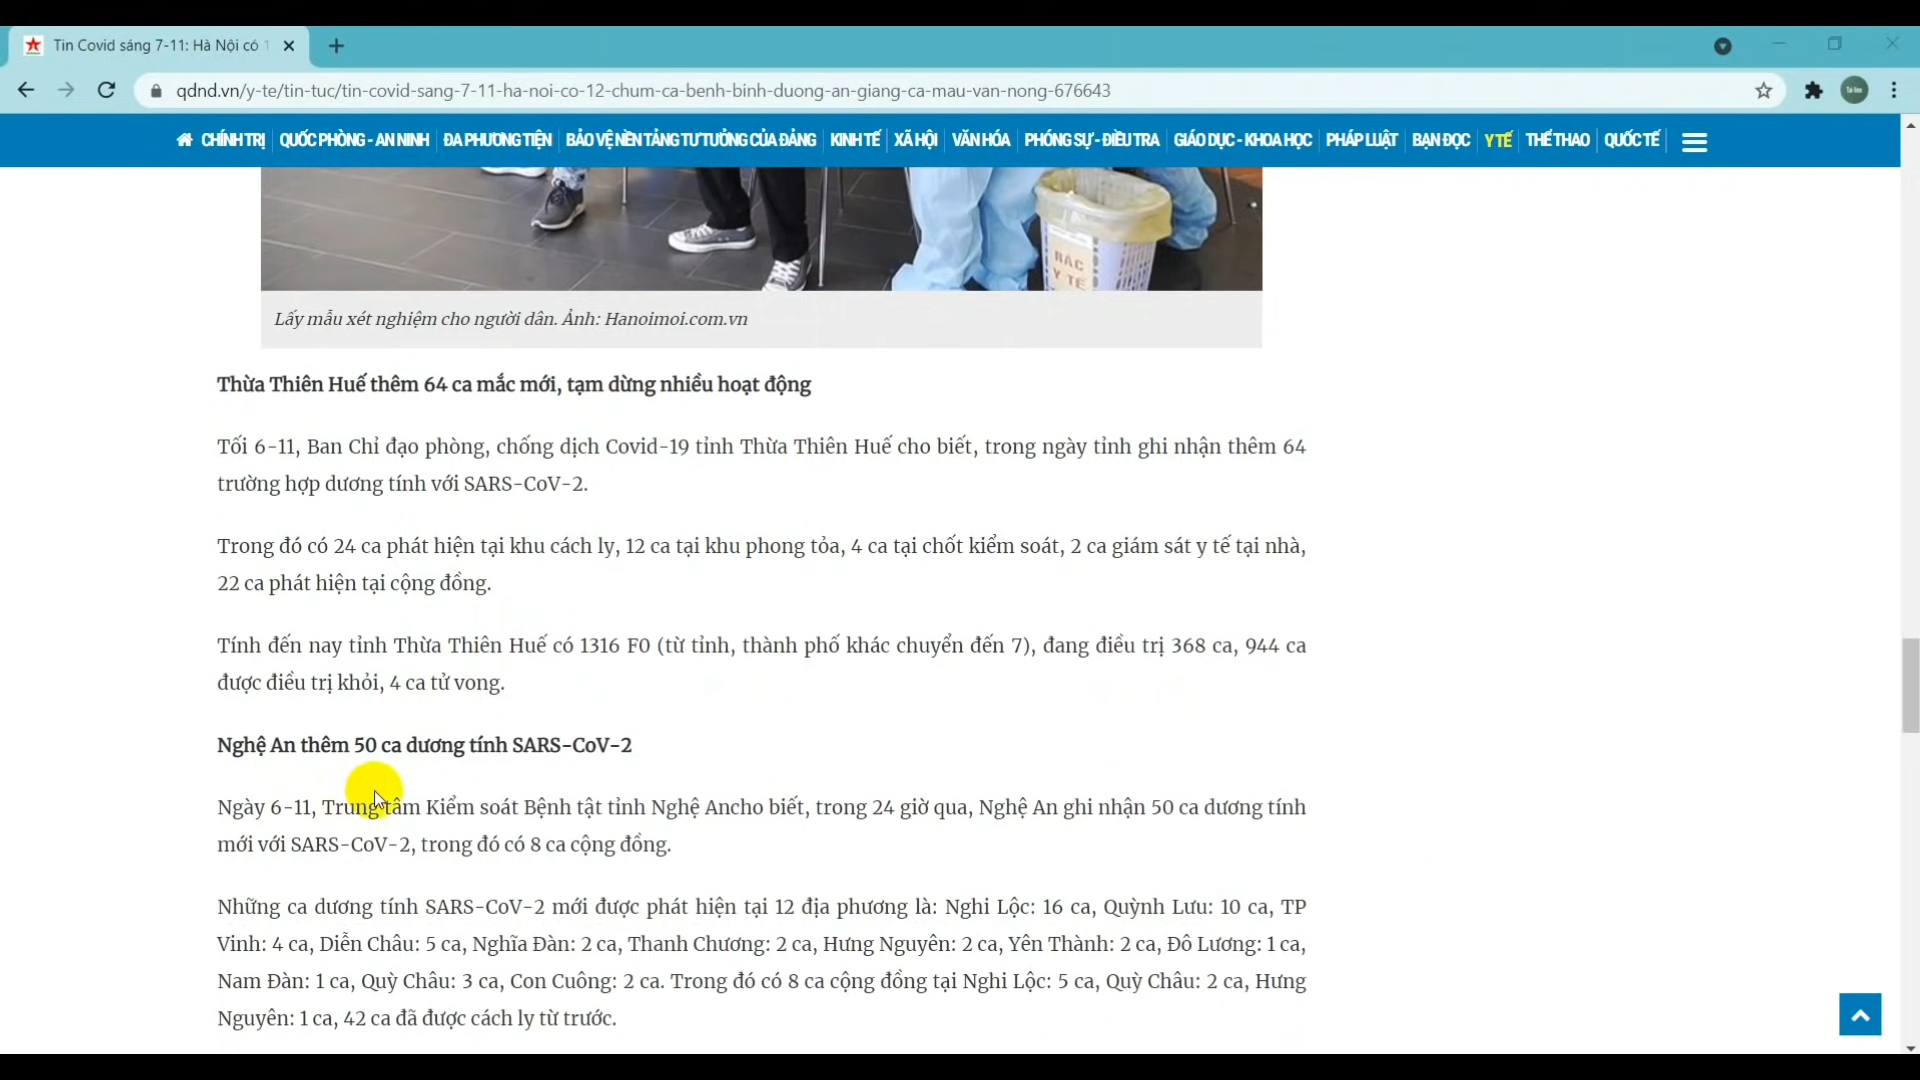 Tin Covid sáng 7-11: Hà Nội có 1
qdnd.vn/y-te/tin-tuc/tin-covid-sang-7-11-ha-noi-co-12-chum-ca-benh-binh-duong-an-giang-ca-mau-van-nong-676643
CHÍNH TRỊ QUỐC PHÒNG - AN NINH ĐA PHƯƠNG TIỆN BẢO VỆ NỀN TẢNG TƯ TƯỞNG CỦA ĐẢNG KINH TẾ XÃ HỘI VĂN HÓA PHÓNG SỰ - ĐIỀU TRA GIÁO DỤC - KHOA HỌC PHÁP LUẬT BẠN ĐỌC Y TẾ THỂ THAO QUỐC TẾ
RÁC
Y TẾ
Lấy mẫu xét nghiệm cho người dân. Ảnh: Hanoimoi.com.vn
Thừa Thiên Huế thêm 64 ca mắc mới, tạm dừng nhiều hoạt động
Tối 6-11, Ban Chỉ đạo phòng, chống dịch Covid-19 tỉnh Thừa Thiên Huế cho biết, trong ngày tỉnh ghi nhận thêm 64
trường hợp dương tính với SARS-CoV-2.
Trong đó có 24 ca phát hiện tại khu cách ly, 12 ca tại khu phong tỏa, 4 ca tại chốt kiểm soát, 2 ca giám sát y tế tại nhà,
22 ca phát hiện tại cộng đồng.
Tính đến nay tỉnh Thừa Thiên Huế có 1316 F0 (từ tỉnh, thành phố khác chuyển đến 7), đang điều trị 368 ca, 944 ca
được điều trị khỏi, 4 ca tử vong.
Nghệ An thêm 50 ca dương tính SARS-CoV-2
Ngày 6-11, Trung tâm Kiểm soát Bệnh tật tỉnh Nghệ Ancho biết, trong 24 giờ qua, Nghệ An ghi nhận 50 ca dương tính
mới với SARS-CoV-2, trong đó có 8 ca cộng đồng.
Những ca dương tính SARS-CoV-2 mới được phát hiện tại 12 địa phương là: Nghi Lộc: 16 ca, Quỳnh Lưu: 10 ca, TP
Vinh: 4 ca, Diễn Châu: 5 ca, Nghĩa Đàn: 2 ca, Thanh Chương: 2 ca, Hưng Nguyên: 2 ca, Yên Thành: 2 ca, Đô Lương: 1 ca,
Nam Đàn: 1 ca, Quỳ Châu: 3 ca, Con Cuông: 2 ca. Trong đó có 8 ca cộng đồng tại Nghi Lộc: 5 ca, Quỳ Châu: 2 ca, Hưng
Nguyên: 1 ca, 42 ca đã được cách ly từ trước.